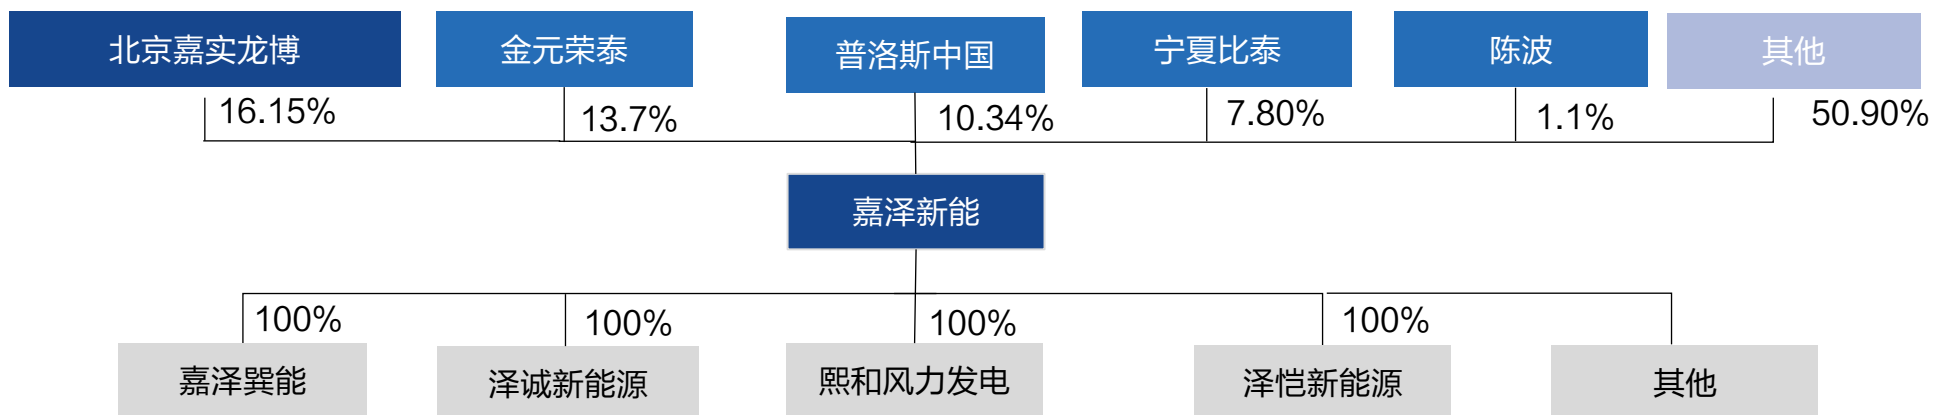 北京嘉实龙博
金元荣泰
普洛斯中国
宁夏比泰
陈波
其他
16.15%
13.7%
10.34%
7.80%
1.1%
50.90%
嘉泽新能
100%
100%
100%
100%
嘉泽巽能
泽诚新能源
熙和风力发电
泽恺新能源
其他